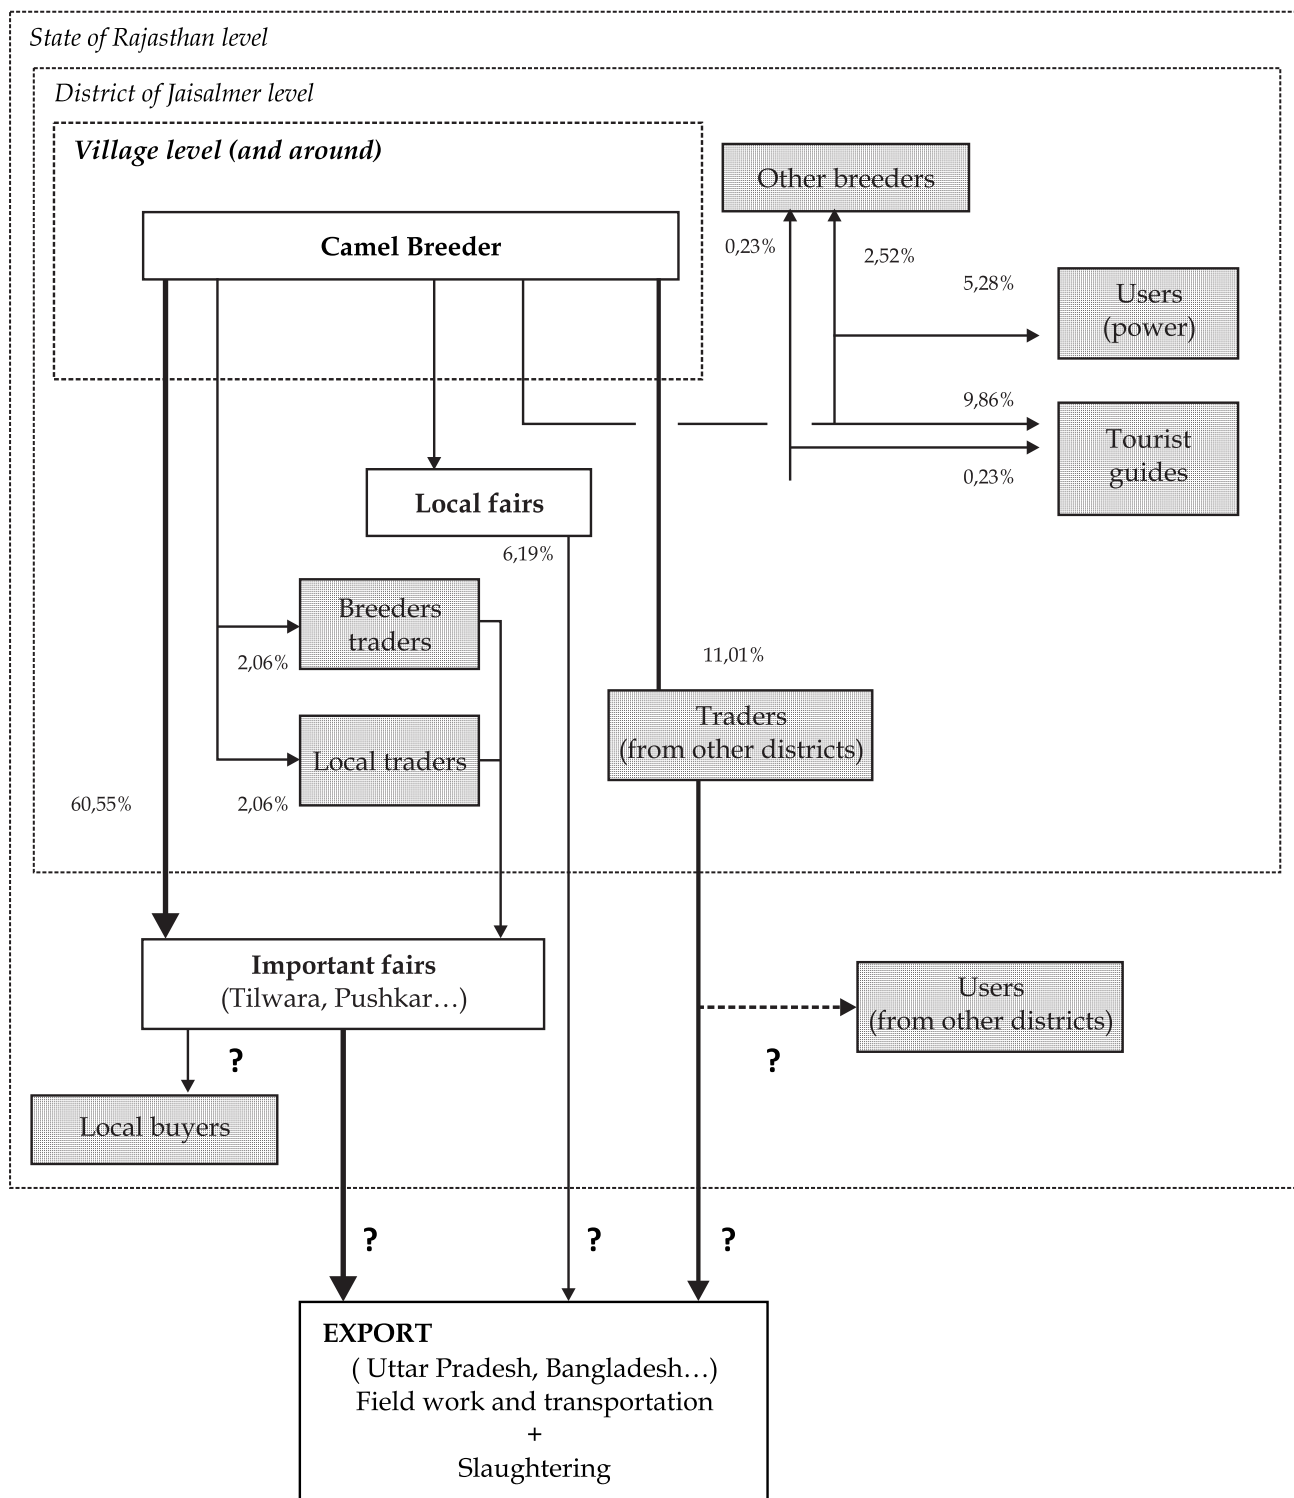 State of Rajasthan level
District of Jaisalmer level
Village level (and around)
Other breeders
Camel Breeder
0,23%
2,52%
5,28%
Users
(power)
9,86%
Tourist
guides
0,23%
Local fairs
6,19%
Breeders
traders
2,06%
11,01%
Traders
(from other districts)
Local traders
60,55%
2,06%
Important fairs
(Tilwara, Pushkar…)
Users
(from other districts)
?
?
Local buyers
?
?
?
EXPORT
( Uttar Pradesh, Bangladesh…)
Field work and transportation
+
Slaughtering